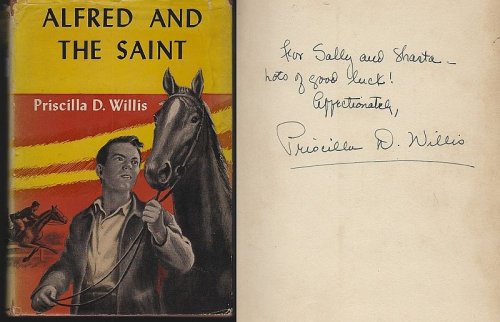 ALFRED AND
THE SAINT
Priscilla D. Willis
For Sally and Sharta –
Lots of good luck!
Affectionately,
Priscilla D. Willis